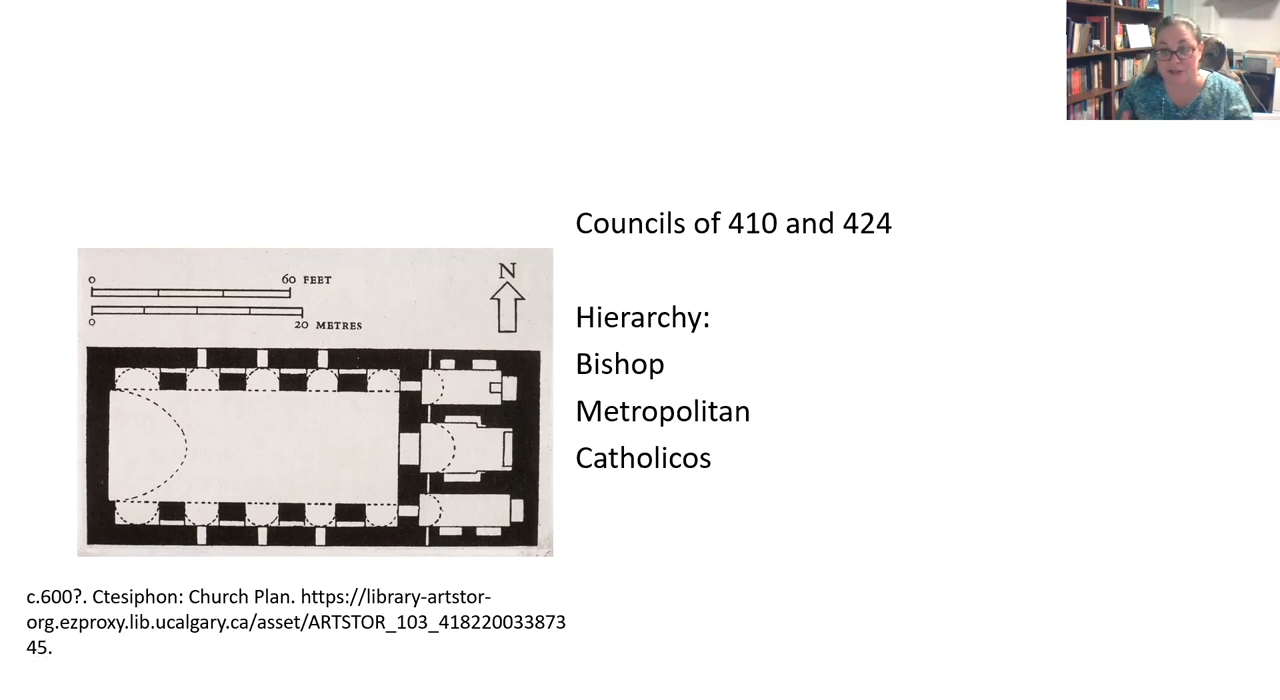 Councils of 410 and 424
0 60 FEET
0 20 METRES
N
Hierarchy:
Bishop
Metropolitan
Catholicos
c.600?. Ctesiphon: Church Plan. https://library-artstor-
org.ezproxy.lib.ucalgary.ca/asset/ARTSTOR_103_418220033873
45.